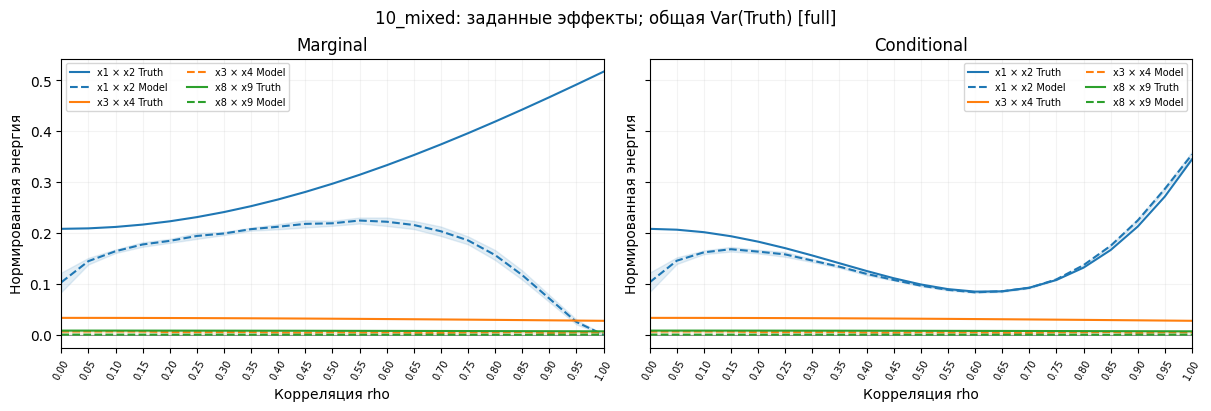 10_mixed: заданные эффекты; общая Var(Truth) [full]
Marginal
x1 × x2 Truth
x1 × x2 Model
x3 × x4 Truth
x3 × x4 Model
x8 × x9 Truth
x8 × x9 Model
Нормированная энергия
0.5
0.4
0.3
0.2
0.1
0.0
0.00 0.05 0.10 0.15 0.20 0.25 0.30 0.35 0.40 0.45 0.50 0.55 0.60 0.65 0.70 0.75 0.80 0.85 0.90 0.95 1.00
Корреляция rho
Conditional
x1 × x2 Truth
x1 × x2 Model
x3 × x4 Truth
x3 × x4 Model
x8 × x9 Truth
x8 × x9 Model
Нормированная энергия
0.00 0.05 0.10 0.15 0.20 0.25 0.30 0.35 0.40 0.45 0.50 0.55 0.60 0.65 0.70 0.75 0.80 0.85 0.90 0.95 1.00
Корреляция rho